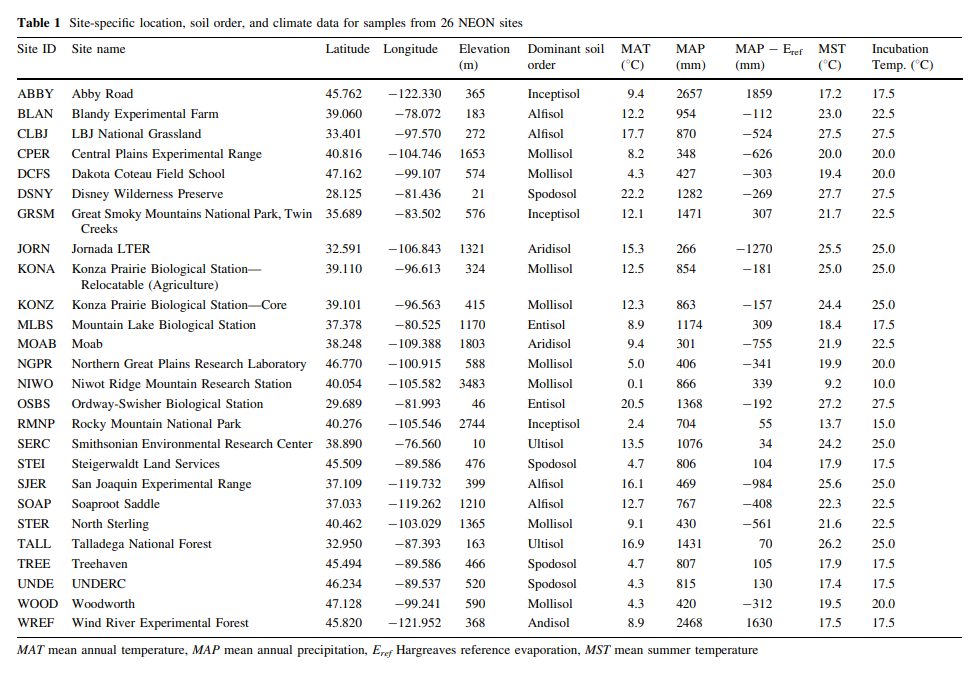 Table 1 Site-specific location, soil order, and climate data for samples from 26 NEON sites
Site ID Site name Latitude Longitude Elevation Dominant soil MAT MAP MAP − Eref MST Incubation
(m) order (°C) (mm) (mm) (°C) Temp. (°C)
ABBY Abby Road 45.762 −122.330 365 Inceptisol 9.4 2657 1859 17.2 17.5
BLAN Blandy Experimental Farm 39.060 −78.072 183 Alfisol 12.2 954 −112 23.0 22.5
CLBJ LBJ National Grassland 33.401 −97.570 272 Alfisol 17.7 870 −524 27.5 27.5
CPER Central Plains Experimental Range 40.816 −104.746 1653 Mollisol 8.2 348 −626 20.0 20.0
DCFS Dakota Coteau Field School 47.162 −99.107 574 Mollisol 4.3 427 −303 19.4 20.0
DSNY Disney Wilderness Preserve 28.125 −81.436 21 Spodosol 22.2 1282 −269 27.7 27.5
GRSM Great Smoky Mountains National Park, Twin 35.689 −83.502 576 Inceptisol 12.1 1471 307 21.7 22.5
Creeks
JORN Jornada LTER 32.591 −106.843 1321 Aridisol 15.3 266 −1270 25.5 25.0
KONA Konza Prairie Biological Station— 39.110 −96.613 324 Mollisol 12.5 854 −181 25.0 25.0
Relocatable (Agriculture)
KONZ Konza Prairie Biological Station—Core 39.101 −96.563 415 Mollisol 12.3 863 −157 24.4 25.0
MLBS Mountain Lake Biological Station 37.378 −80.525 1170 Entisol 8.9 1174 309 18.4 17.5
MOAB Moab 38.248 −109.388 1803 Aridisol 9.4 301 −755 21.9 22.5
NGPR Northern Great Plains Research Laboratory 46.770 −100.915 588 Mollisol 5.0 406 −341 19.9 20.0
NIWO Niwot Ridge Mountain Research Station 40.054 −105.582 3483 Mollisol 0.1 866 339 9.2 10.0
OSBS Ordway-Swisher Biological Station 29.689 −81.993 46 Entisol 20.5 1368 −192 27.2 27.5
RMNP Rocky Mountain National Park 40.276 −105.546 2744 Inceptisol 2.4 704 55 13.7 15.0
SERC Smithsonian Environmental Research Center 38.890 −76.560 10 Ultisol 13.5 1076 34 24.2 25.0
STEI Steigerwaldt Land Services 45.509 −89.586 476 Spodosol 4.7 806 104 17.9 17.5
SJER San Joaquin Experimental Range 37.109 −119.732 399 Alfisol 16.1 469 −984 25.6 25.0
SOAP Soaproot Saddle 37.033 −119.262 1210 Alfisol 12.7 767 −408 22.3 22.5
STER North Sterling 40.462 −103.029 1365 Mollisol 9.1 430 −561 21.6 22.5
TALL Talladega National Forest 32.950 −87.393 163 Ultisol 16.9 1431 70 26.2 25.0
TREE Treehaven 45.494 −89.586 466 Spodosol 4.7 807 105 17.9 17.5
UNDE UNDERC 46.234 −89.537 520 Spodosol 4.3 815 130 17.4 17.5
WOOD Woodworth 47.128 −99.241 590 Mollisol 4.3 420 −312 19.5 20.0
WREF Wind River Experimental Forest 45.820 −121.952 368 Andisol 8.9 2468 1630 17.5 17.5
MAT mean annual temperature, MAP mean annual precipitation, Eref Hargreaves reference evaporation, MST mean summer temperature